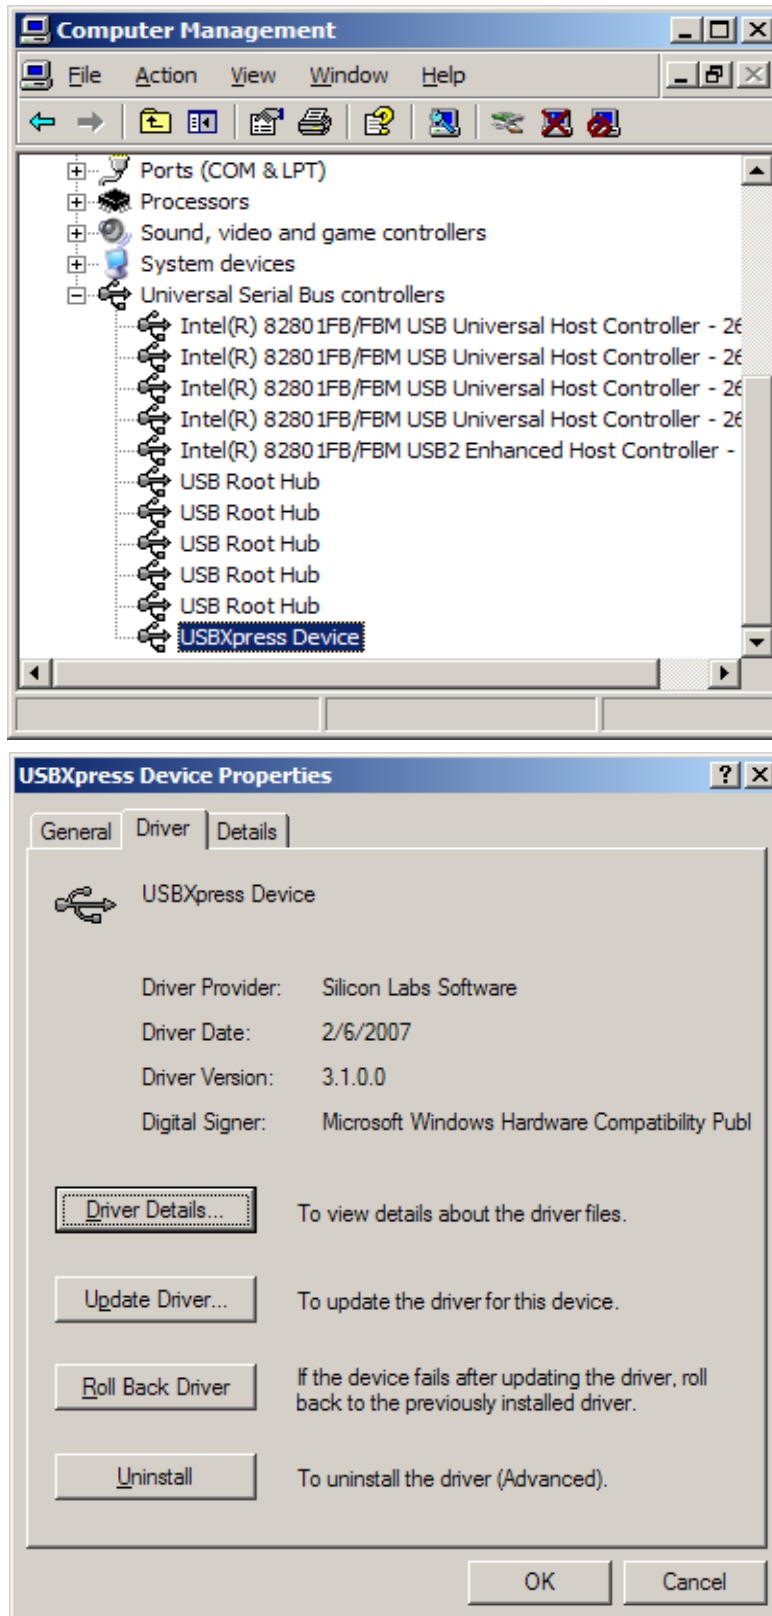 Computer Management
File Action View Window Help
Ports (COM & LPT)
Processors
Sound, video and game controllers
System devices
Universal Serial Bus controllers
Intel(R) 82801FB/FBM USB Universal Host Controller - 26
Intel(R) 82801FB/FBM USB Universal Host Controller - 26
Intel(R) 82801FB/FBM USB Universal Host Controller - 26
Intel(R) 82801FB/FBM USB Universal Host Controller - 26
Intel(R) 82801FB/FBM USB2 Enhanced Host Controller -
USB Root Hub
USB Root Hub
USB Root Hub
USB Root Hub
USB Root Hub
USBXpress Device
USBXpress Device Properties
General Driver Details
USBXpress Device
Driver Provider: Silicon Labs Software
Driver Date: 2/6/2007
Driver Version: 3.1.0.0
Digital Signer: Microsoft Windows Hardware Compatibility Publ
Driver Details... To view details about the driver files.
Update Driver... To update the driver for this device.
Roll Back Driver If the device fails after updating the driver, roll
back to the previously installed driver.
Uninstall To uninstall the driver (Advanced).
OK Cancel